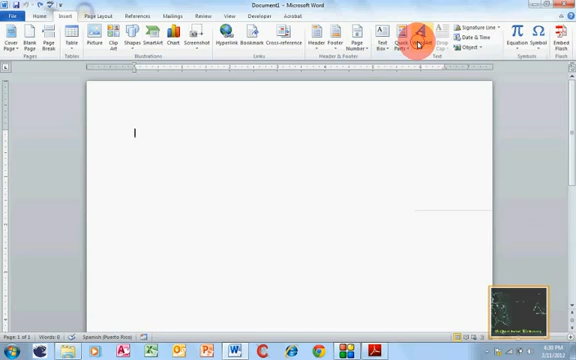 Document1 - Microsoft Word
File Home Insert Page Layout References Mailings Review View Developer Acrobat
Cover Page Blank Page Page Break Table Picture Clip Art Shapes SmartArt Chart Screenshot Hyperlink Bookmark Cross-reference Header Footer Page Number Text Box Quick Parts Drop Cap Signature Line Date & Time Object Equation Symbol Embed Flash
Pages Tables Illustrations Links Header & Footer Text Symbols Flash
Page: 1 of 1 Words: 0 Spanish (Puerto Rico)
4:39 PM
2/11/2012